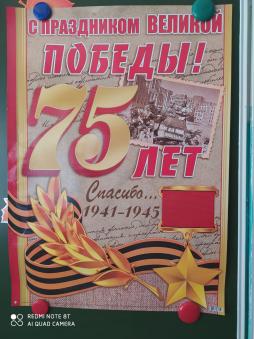 С ПРАЗДНИКОМ ВЕЛИКОЙ
ПОБЕДЫ!
75
ЛЕТ
Спасибо...
1941-1945
REDMI NOTE 8T
AI QUAD CAMERA